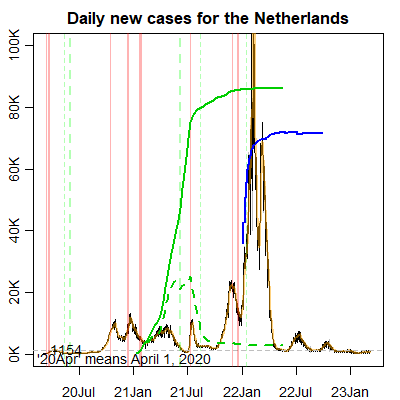 Daily new cases for the Netherlands
100K
80K
60K
40K
20K
0K
1154
'20Apr' means April 1, 2020
20Jul 21Jan 21Jul 22Jan 22Jul 23Jan